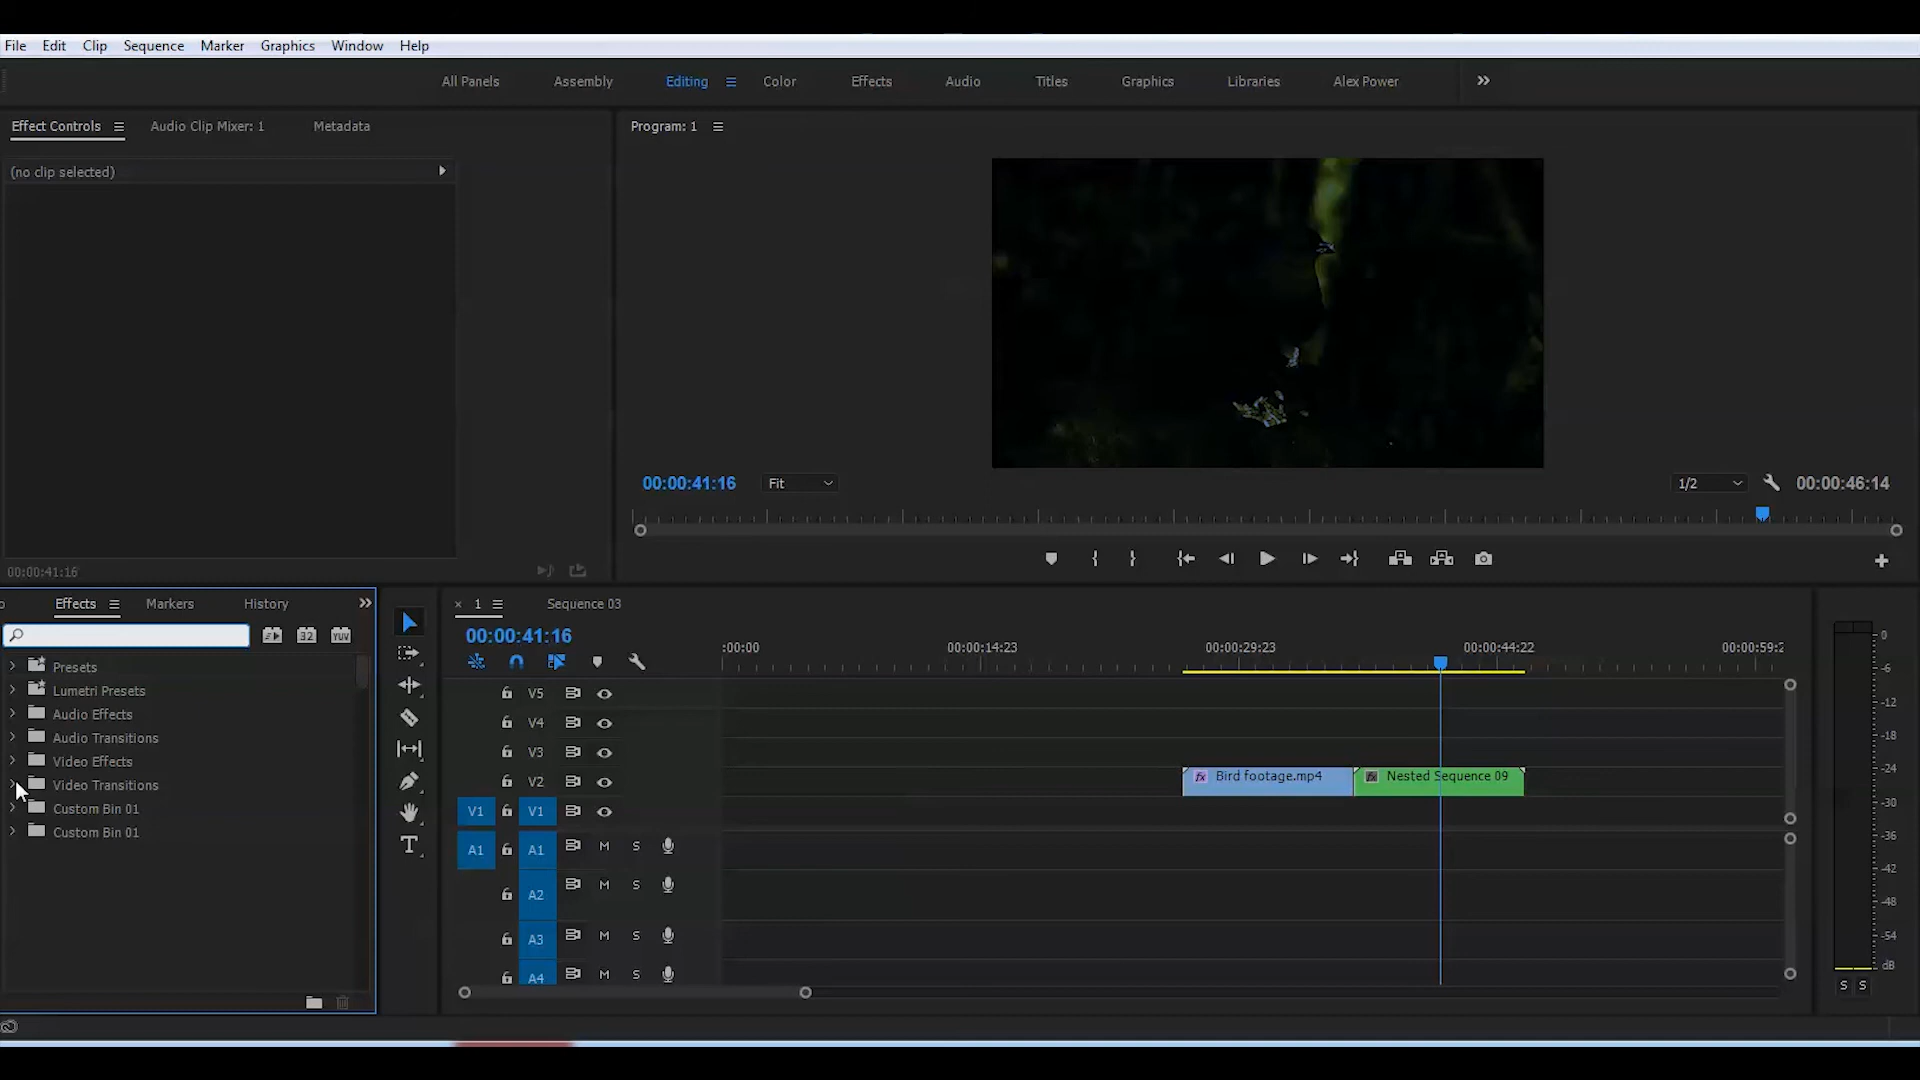 File Edit Clip Sequence Marker Graphics Window Help
All Panels Assembly Editing Color Effects Audio Titles Graphics Libraries Alex Power
Effect Controls Audio Clip Mixer: 1 Metadata
Program: 1
(no clip selected)
00:00:41:16 Fit 1/2 00:00:46:14
00:00:41:16
Effects Markers History
1 Sequence 03
32 YUV
00:00:41:16
:00:00 00:00:14:23 00:00:29:23 00:00:44:22 00:00:59:2
Presets
Lumetri Presets
Audio Effects
Audio Transitions
Video Effects
Video Transitions
Custom Bin 01
Custom Bin 01
V5
V4
V3
V2 fx Bird footage.mp4 fx Nested Sequence 09
V1 V1
A1 A1 M S
A2 M S
A3 M S
A4 M S
T
0
-6
-12
-18
-24
-30
-36
-42
-48
-54
dB
S S